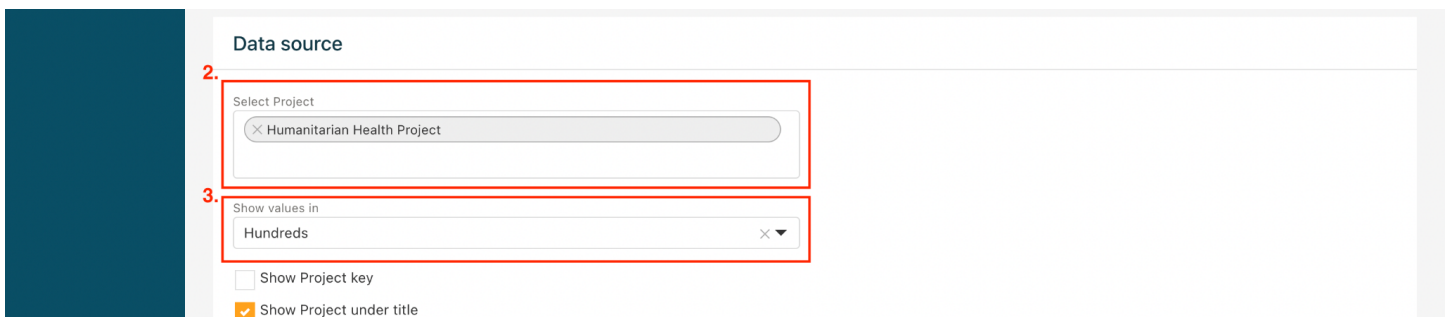 Data source
2.
Select Project
Humanitarian Health Project
3.
Show values in
Hundreds
Show Project key
Show Project under title